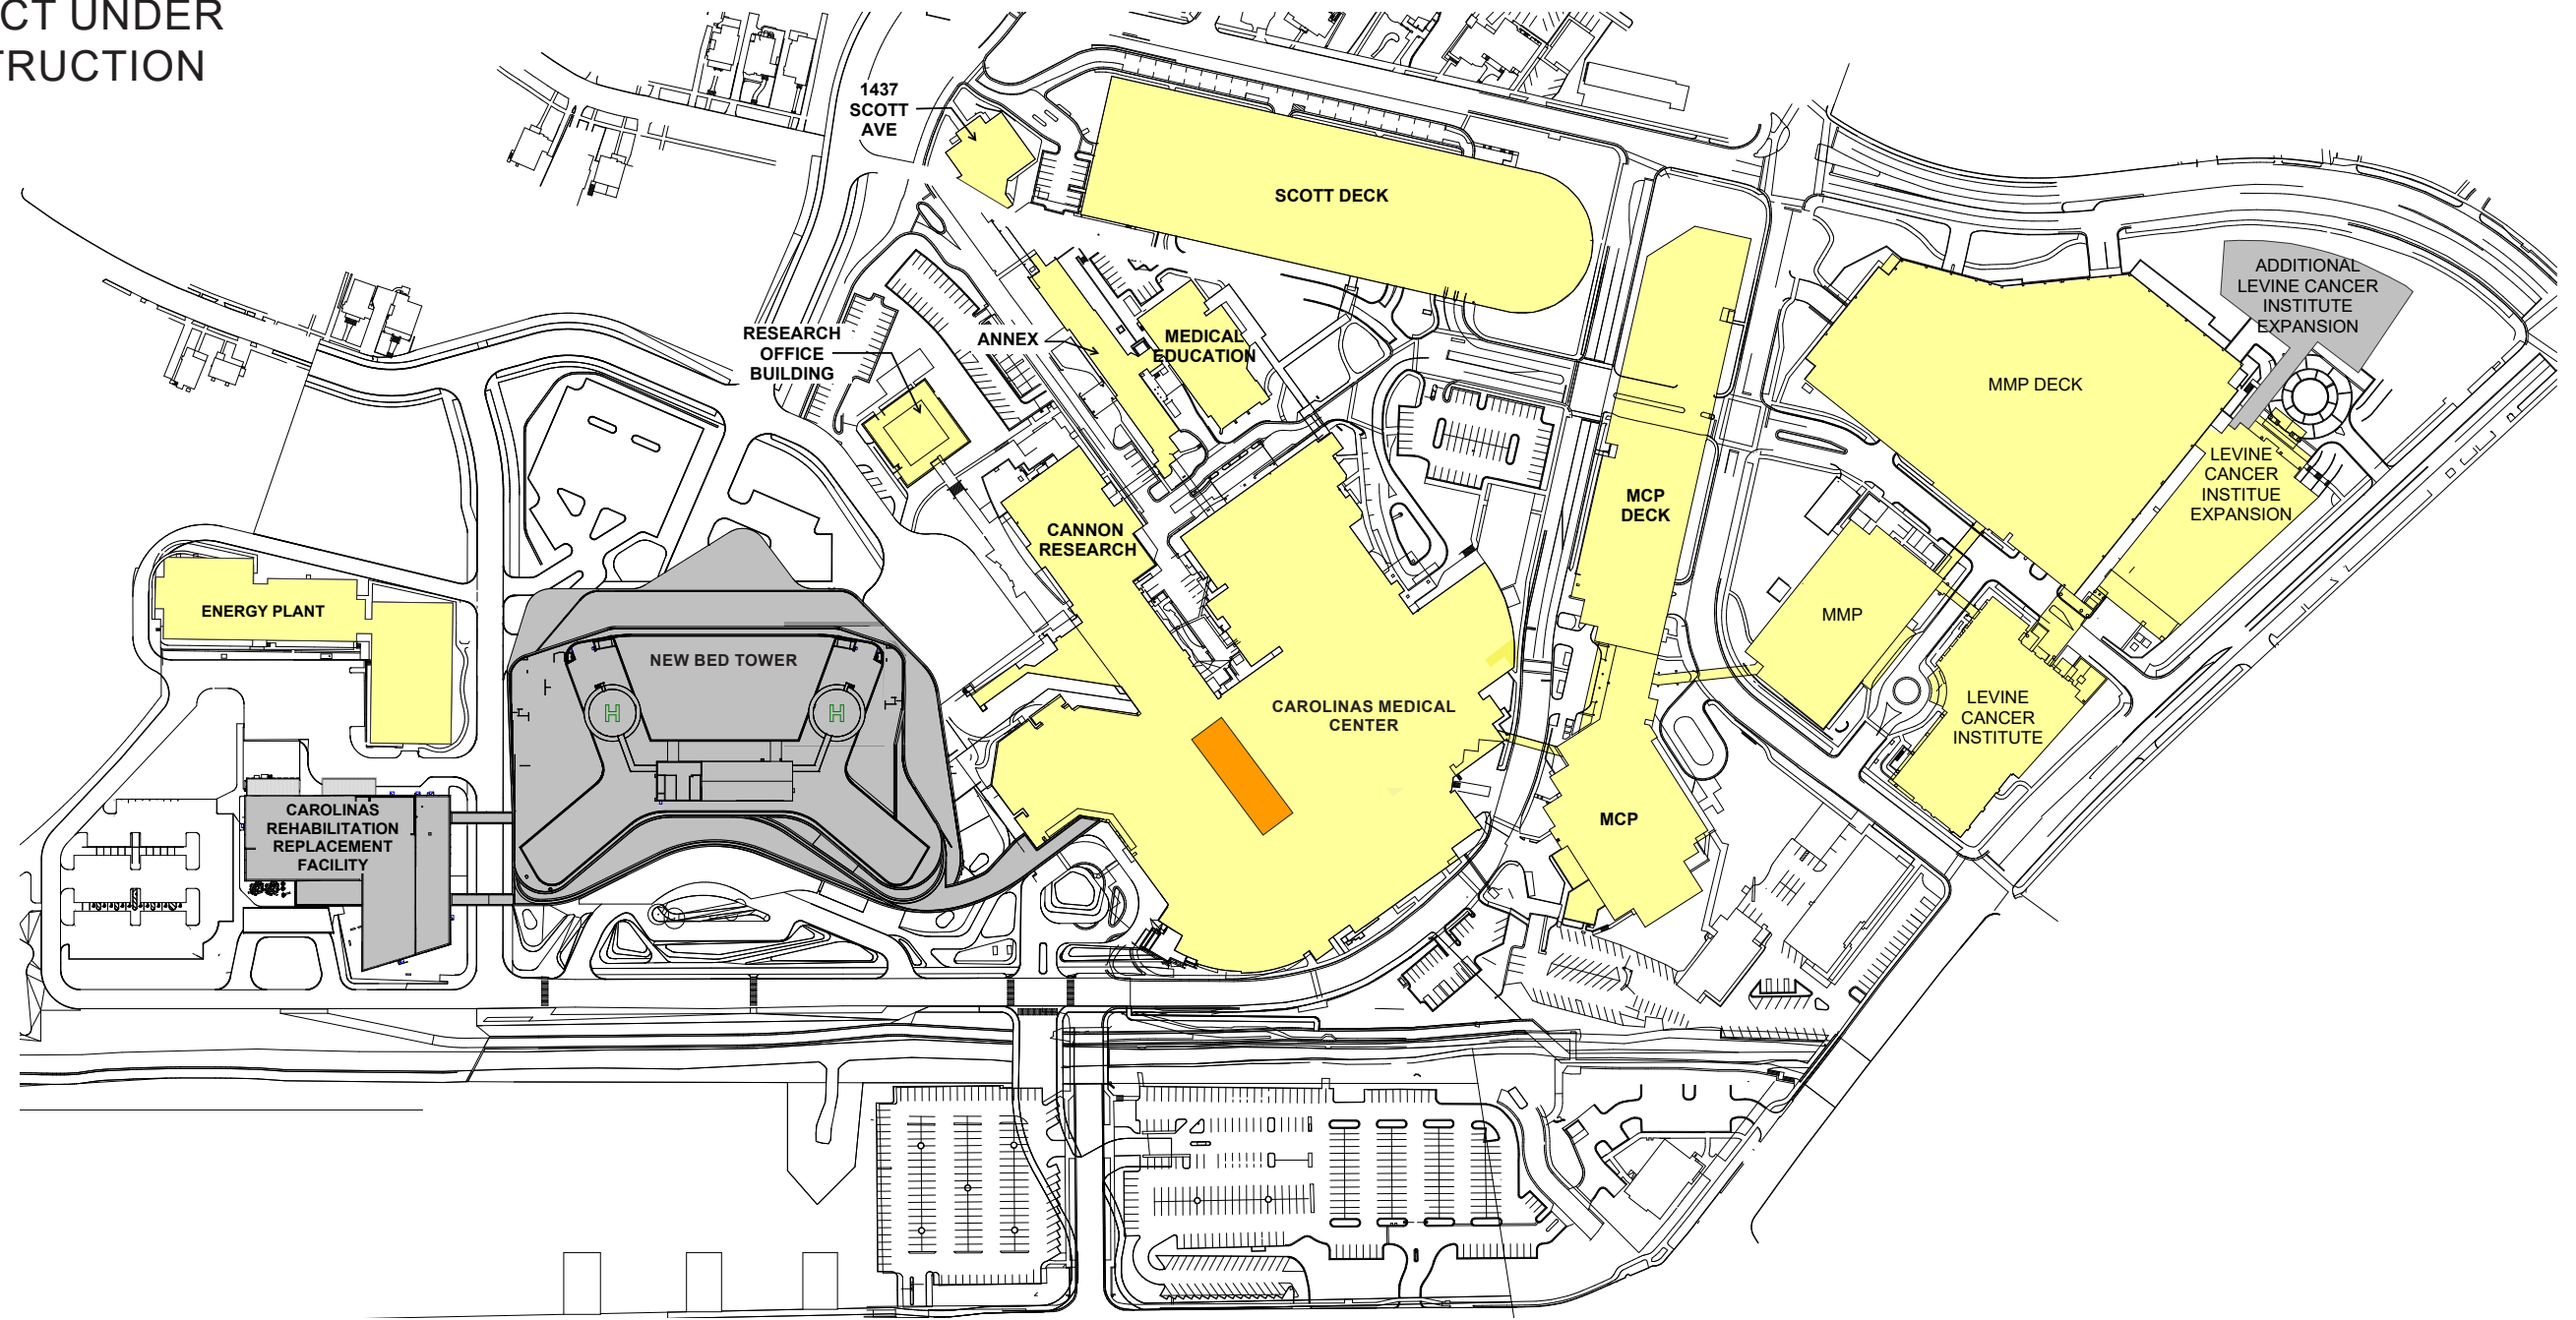 CT UNDER
TRUCTION
1437
SCOTT
AVE
SCOTT DECK
ADDITIONAL
LEVINE CANCER
INSTITUTE
EXPANSION
RESEARCH
OFFICE
BUILDING
ANNEX
MEDICAL
EDUCATION
MMP DECK
LEVINE
CANCER
INSTITUE
EXPANSION
MCP
DECK
CANNON
RESEARCH
ENERGY PLANT
MMP
NEW BED TOWER
H
H
CAROLINAS MEDICAL
CENTER
LEVINE
CANCER
INSTITUTE
CAROLINAS
REHABILITATION
REPLACEMENT
FACILITY
MCP